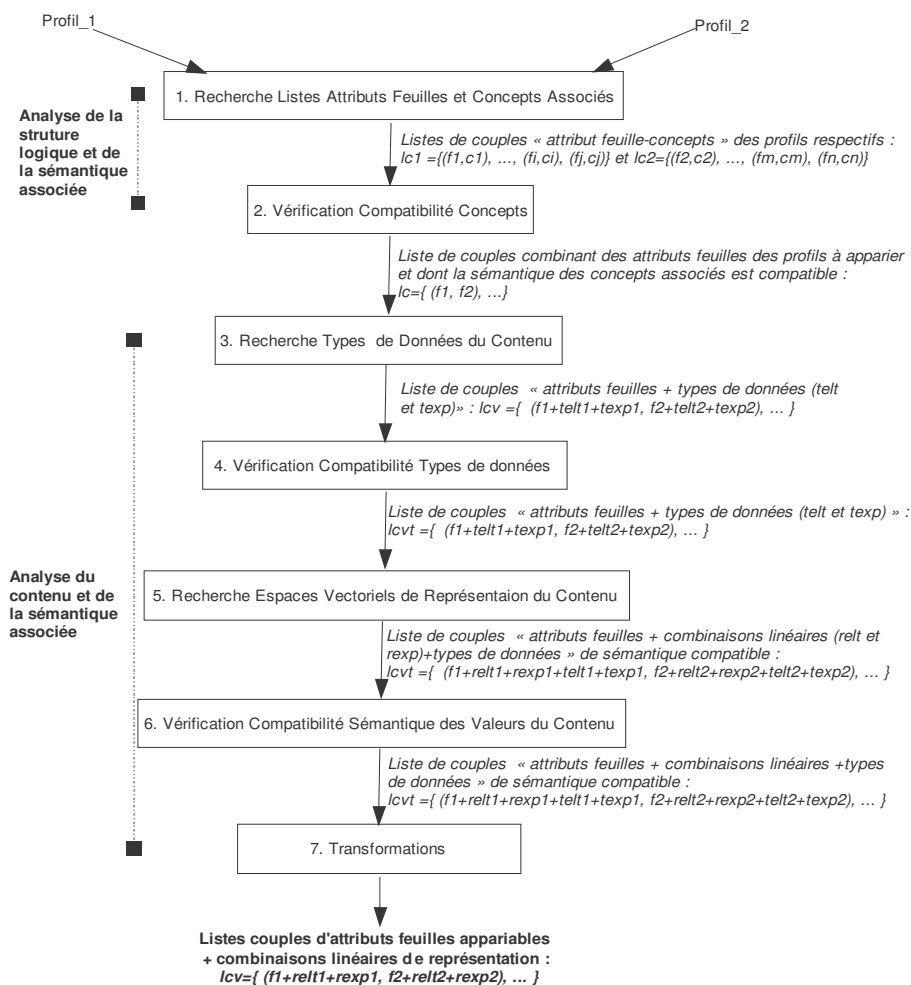 Profil_1
Profil_2
1. Recherche Listes Attributs Feuilles et Concepts Associés
Analyse de la
struture
logique et de
la sémantique
associée
Listes de couples « attribut feuille-concepts » des profils respectifs :
lc1 ={(f1,c1), ..., (fi,ci), (fj,cj)} et lc2={(f2,c2), ..., (fm,cm), (fn,cn)}
2. Vérification Compatibilité Concepts
Liste de couples combinant des attributs feuilles des profils à apparier
et dont la sémantique des concepts associés est compatible :
lc={ (f1, f2), ...}
3. Recherche Types de Données du Contenu
Liste de couples « attributs feuilles + types de données (telt
et texp)» : lcv ={ (f1+telt1+texp1, f2+telt2+texp2), ... }
4. Vérification Compatibilité Types de données
Liste de couples « attributs feuilles + types de données (telt et texp) » :
lcvt ={ (f1+telt1+texp1, f2+telt2+texp2), ... }
Analyse du
contenu et de
la sémantique
associée
5. Recherche Espaces Vectoriels de Représentaion du Contenu
Liste de couples « attributs feuilles + combinaisons linéaires (relt et
rexp)+types de données » de sémantique compatible :
lcvt ={ (f1+relt1+rexp1+telt1+texp1, f2+relt2+rexp2+telt2+texp2), ... }
6. Vérification Compatibilité Sémantique des Valeurs du Contenu
Liste de couples « attributs feuilles + combinaisons linéaires +types
de données » de sémantique compatible :
lcvt ={ (f1+relt1+rexp1+telt1+texp1, f2+relt2+rexp2+telt2+texp2), ... }
7. Transformations
Listes couples d'attributs feuilles appariables
+ combinaisons linéaires de représentation :
lcv={ (f1+relt1+rexp1, f2+relt2+rexp2), ... }